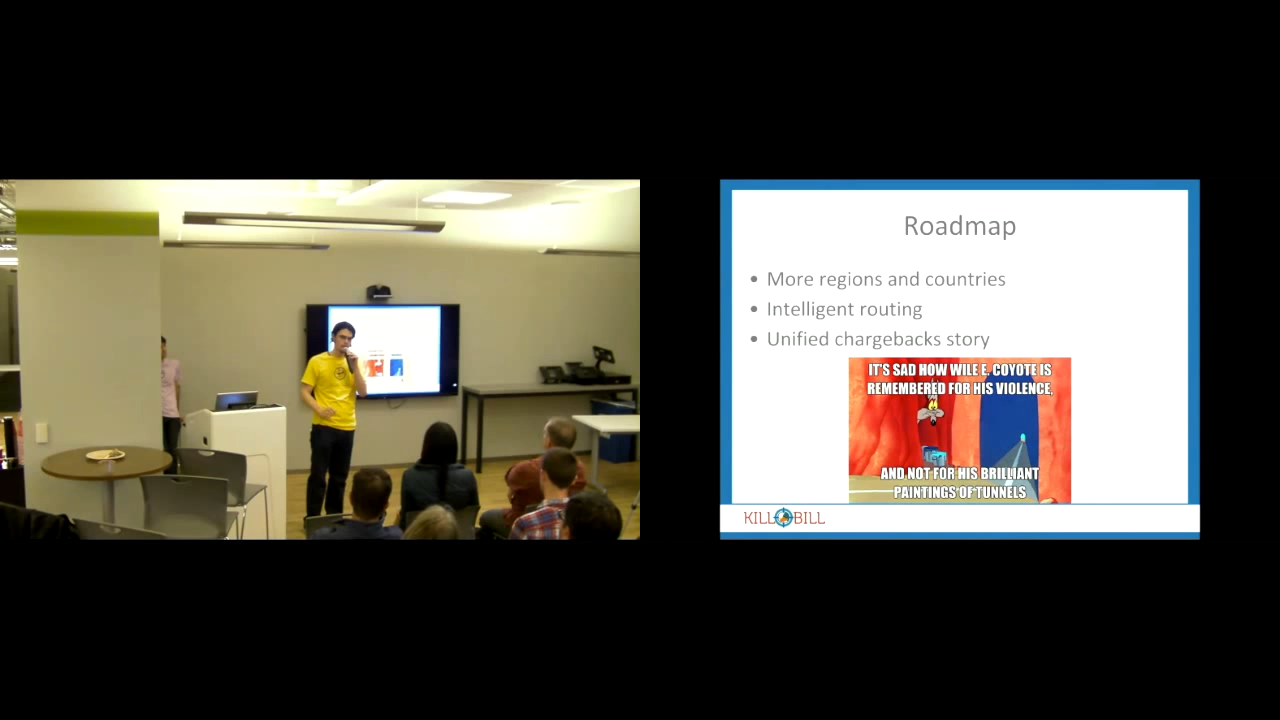 Roadmap
• More regions and countries
• Intelligent routing
• Unified chargebacks story
IT'S SAD HOW WILE E. COYOTE IS
REMEMBERED FOR HIS VIOLENCE,
AND NOT FOR HIS BRILLIANT
PAINTINGS OF TUNNELS
KILL BILL